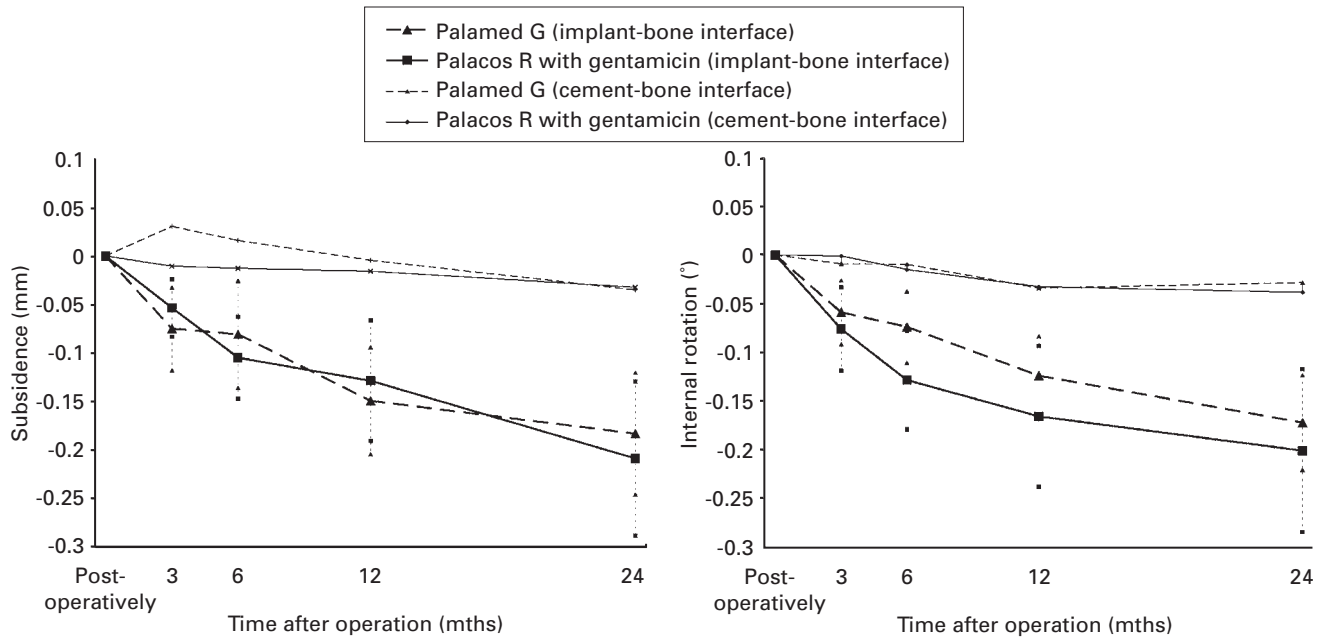 Palamed G (implant-bone interface)
Palacos R with gentamicin (implant-bone interface)
Palamed G (cement-bone interface)
Palacos R with gentamicin (cement-bone interface)
0.1
0.05
0
-0.05
-0.1
-0.15
-0.2
-0.25
-0.3
Subsidence (mm)
Post-
operatively
3
6
12
24
Time after operation (mths)
0.1
0.05
0
-0.05
-0.1
-0.15
-0.2
-0.25
-0.3
Internal rotation (°)
Post-
operatively
3
6
12
24
Time after operation (mths)